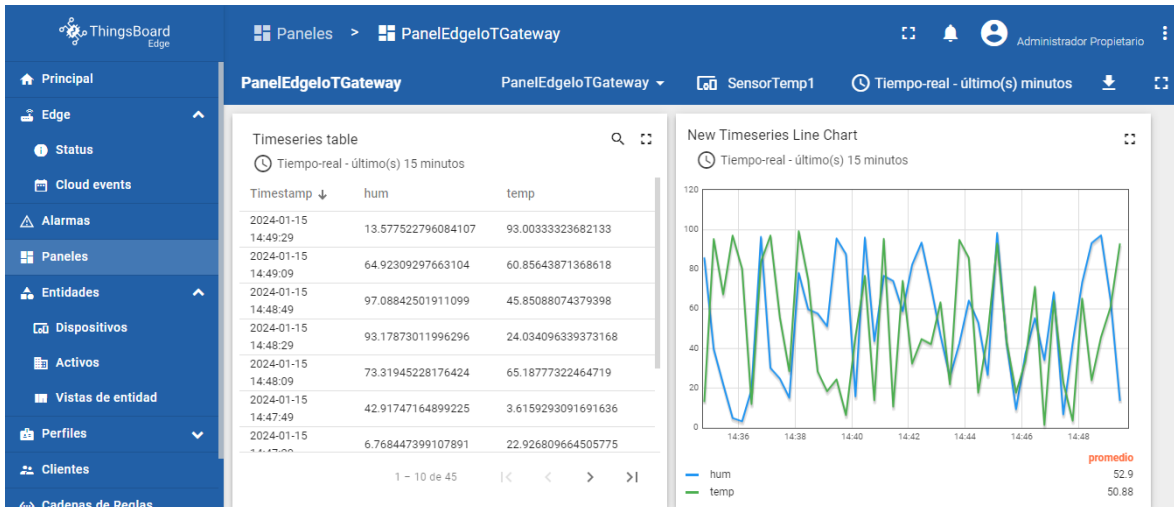 ThingsBoard
Edge
Paneles > PanelEdgeIoTGateway
Administrador Propietario
Principal
Edge
Status
Cloud events
Alarmas
Paneles
Entidades
Dispositivos
Activos
Vistas de entidad
Perfiles
Clientes
Cadenas de Reglas
PanelEdgeIoTGateway
PanelEdgeIoTGateway
SensorTemp1
Tiempo-real - último(s) minutos
Timeseries table
Tiempo-real - último(s) 15 minutos
Timestamp hum temp
2024-01-15 14:49:29 13.577522796084107 93.00333323682133
2024-01-15 14:49:09 64.92309297663104 60.85643871368618
2024-01-15 14:48:49 97.08842501911099 45.85088074379398
2024-01-15 14:48:29 93.17873011996296 24.034096339373168
2024-01-15 14:48:09 73.31945228176424 65.18777322464719
2024-01-15 14:47:49 42.91747164899225 3.6159293091691636
2024-01-15 6.768447399107891 22.926809664505775
1 – 10 de 45
New Timeseries Line Chart
Tiempo-real - último(s) 15 minutos
120
100
80
60
40
20
0
14:36 14:38 14:40 14:42 14:44 14:46 14:48
promedio
hum 52.9
temp 50.88